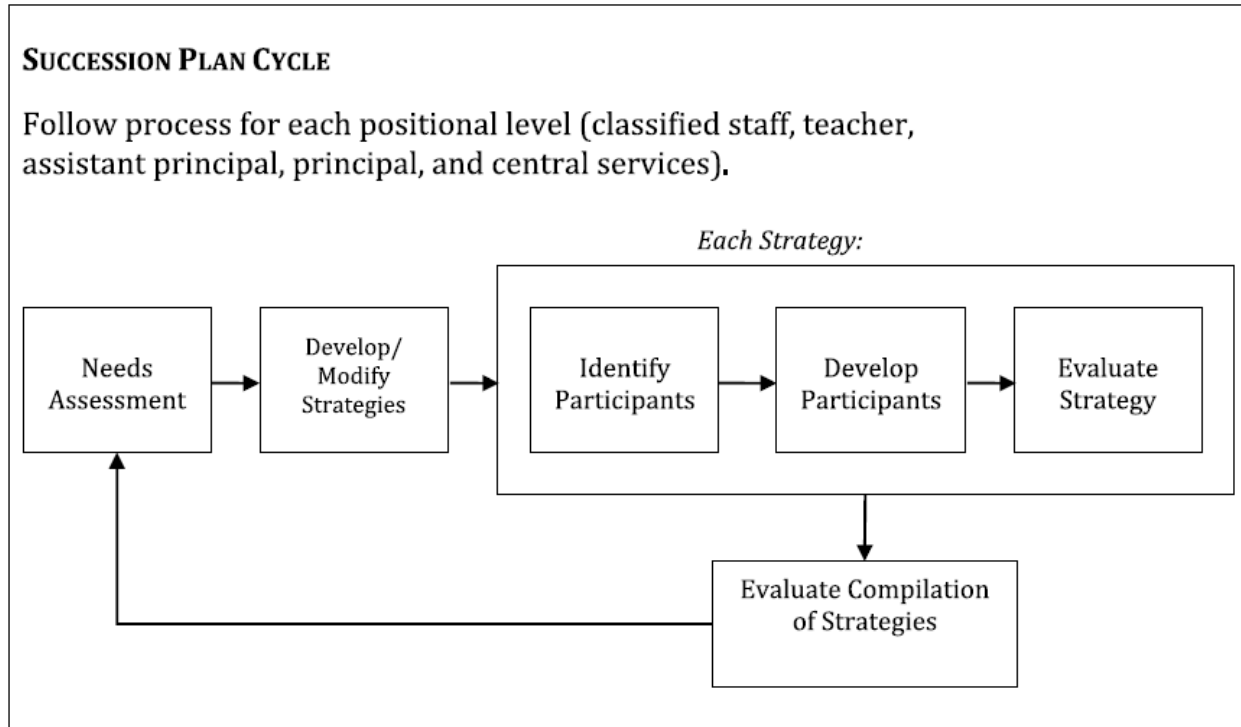 SUCCESSION PLAN CYCLE
Follow process for each positional level (classified staff, teacher,
assistant principal, principal, and central services).
Each Strategy:
Needs
Assessment
Develop/
Modify
Strategies
Identify
Participants
Develop
Participants
Evaluate
Strategy
Evaluate Compilation
of Strategies